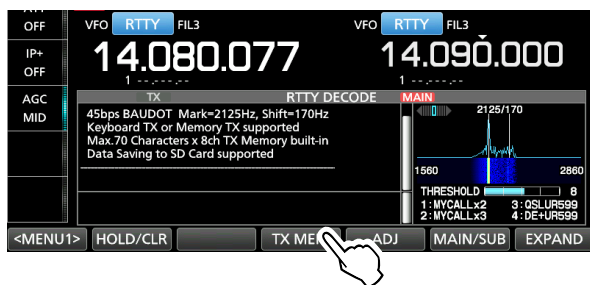 OFF
IP+
OFF
AGC
MID
VFO RTTY FIL3 VFO RTTY FIL3
14.080.077 14.090.000
1 --,---,-- 1 --,---,--
TX RTTY DECODE MAIN
45bps BAUDOT Mark=2125Hz, Shift=170Hz
Keyboard TX or Memory TX supported
Max.70 Characters x 8ch TX Memory built-in
Data Saving to SD Card supported
2125/170
1560 2860
THRESHOLD 8
1:MYCALLx2 3:QSLUR599
2:MYCALLx3 4:DE+UR599
<MENU1> HOLD/CLR TX ADJ MAIN/SUB EXPAND